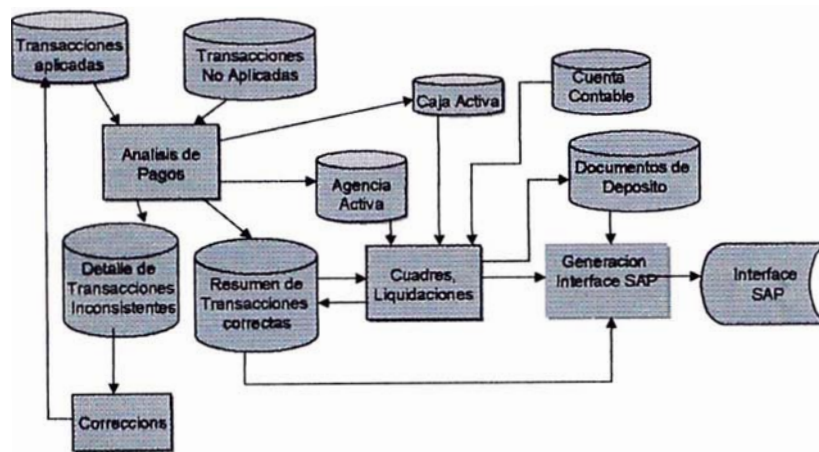 Transacciones
aplicadas
Transacciones
No Aplicadas
Caja Activa
Cuenta
Contable
Analisis de
Pagos
Agencia
Activa
Documentos de
Deposito
Detalle de
Transacciones
Inconsistentes
Resumen de
Transacciones
correctas
Cuadres,
Liquidaciones
Generacion
Interface SAP
Interface
SAP
Correccions